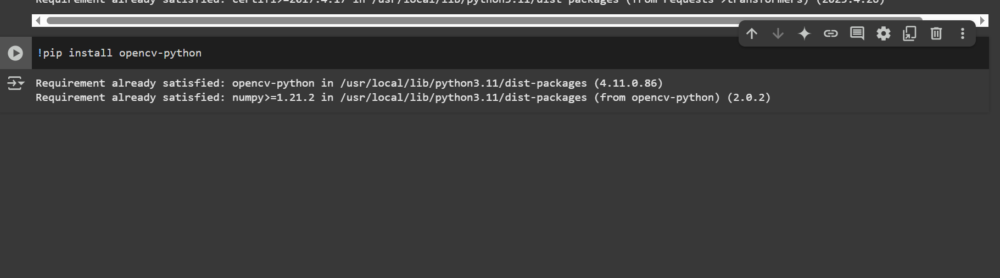 Requirement already satisfied: certifi>=2017.4.17 in /usr/local/lib/python3.11/dist-packages (from requests->transformers) (2025.4.26)
!pip install opencv-python
Requirement already satisfied: opencv-python in /usr/local/lib/python3.11/dist-packages (4.11.0.86)
Requirement already satisfied: numpy>=1.21.2 in /usr/local/lib/python3.11/dist-packages (from opencv-python) (2.0.2)